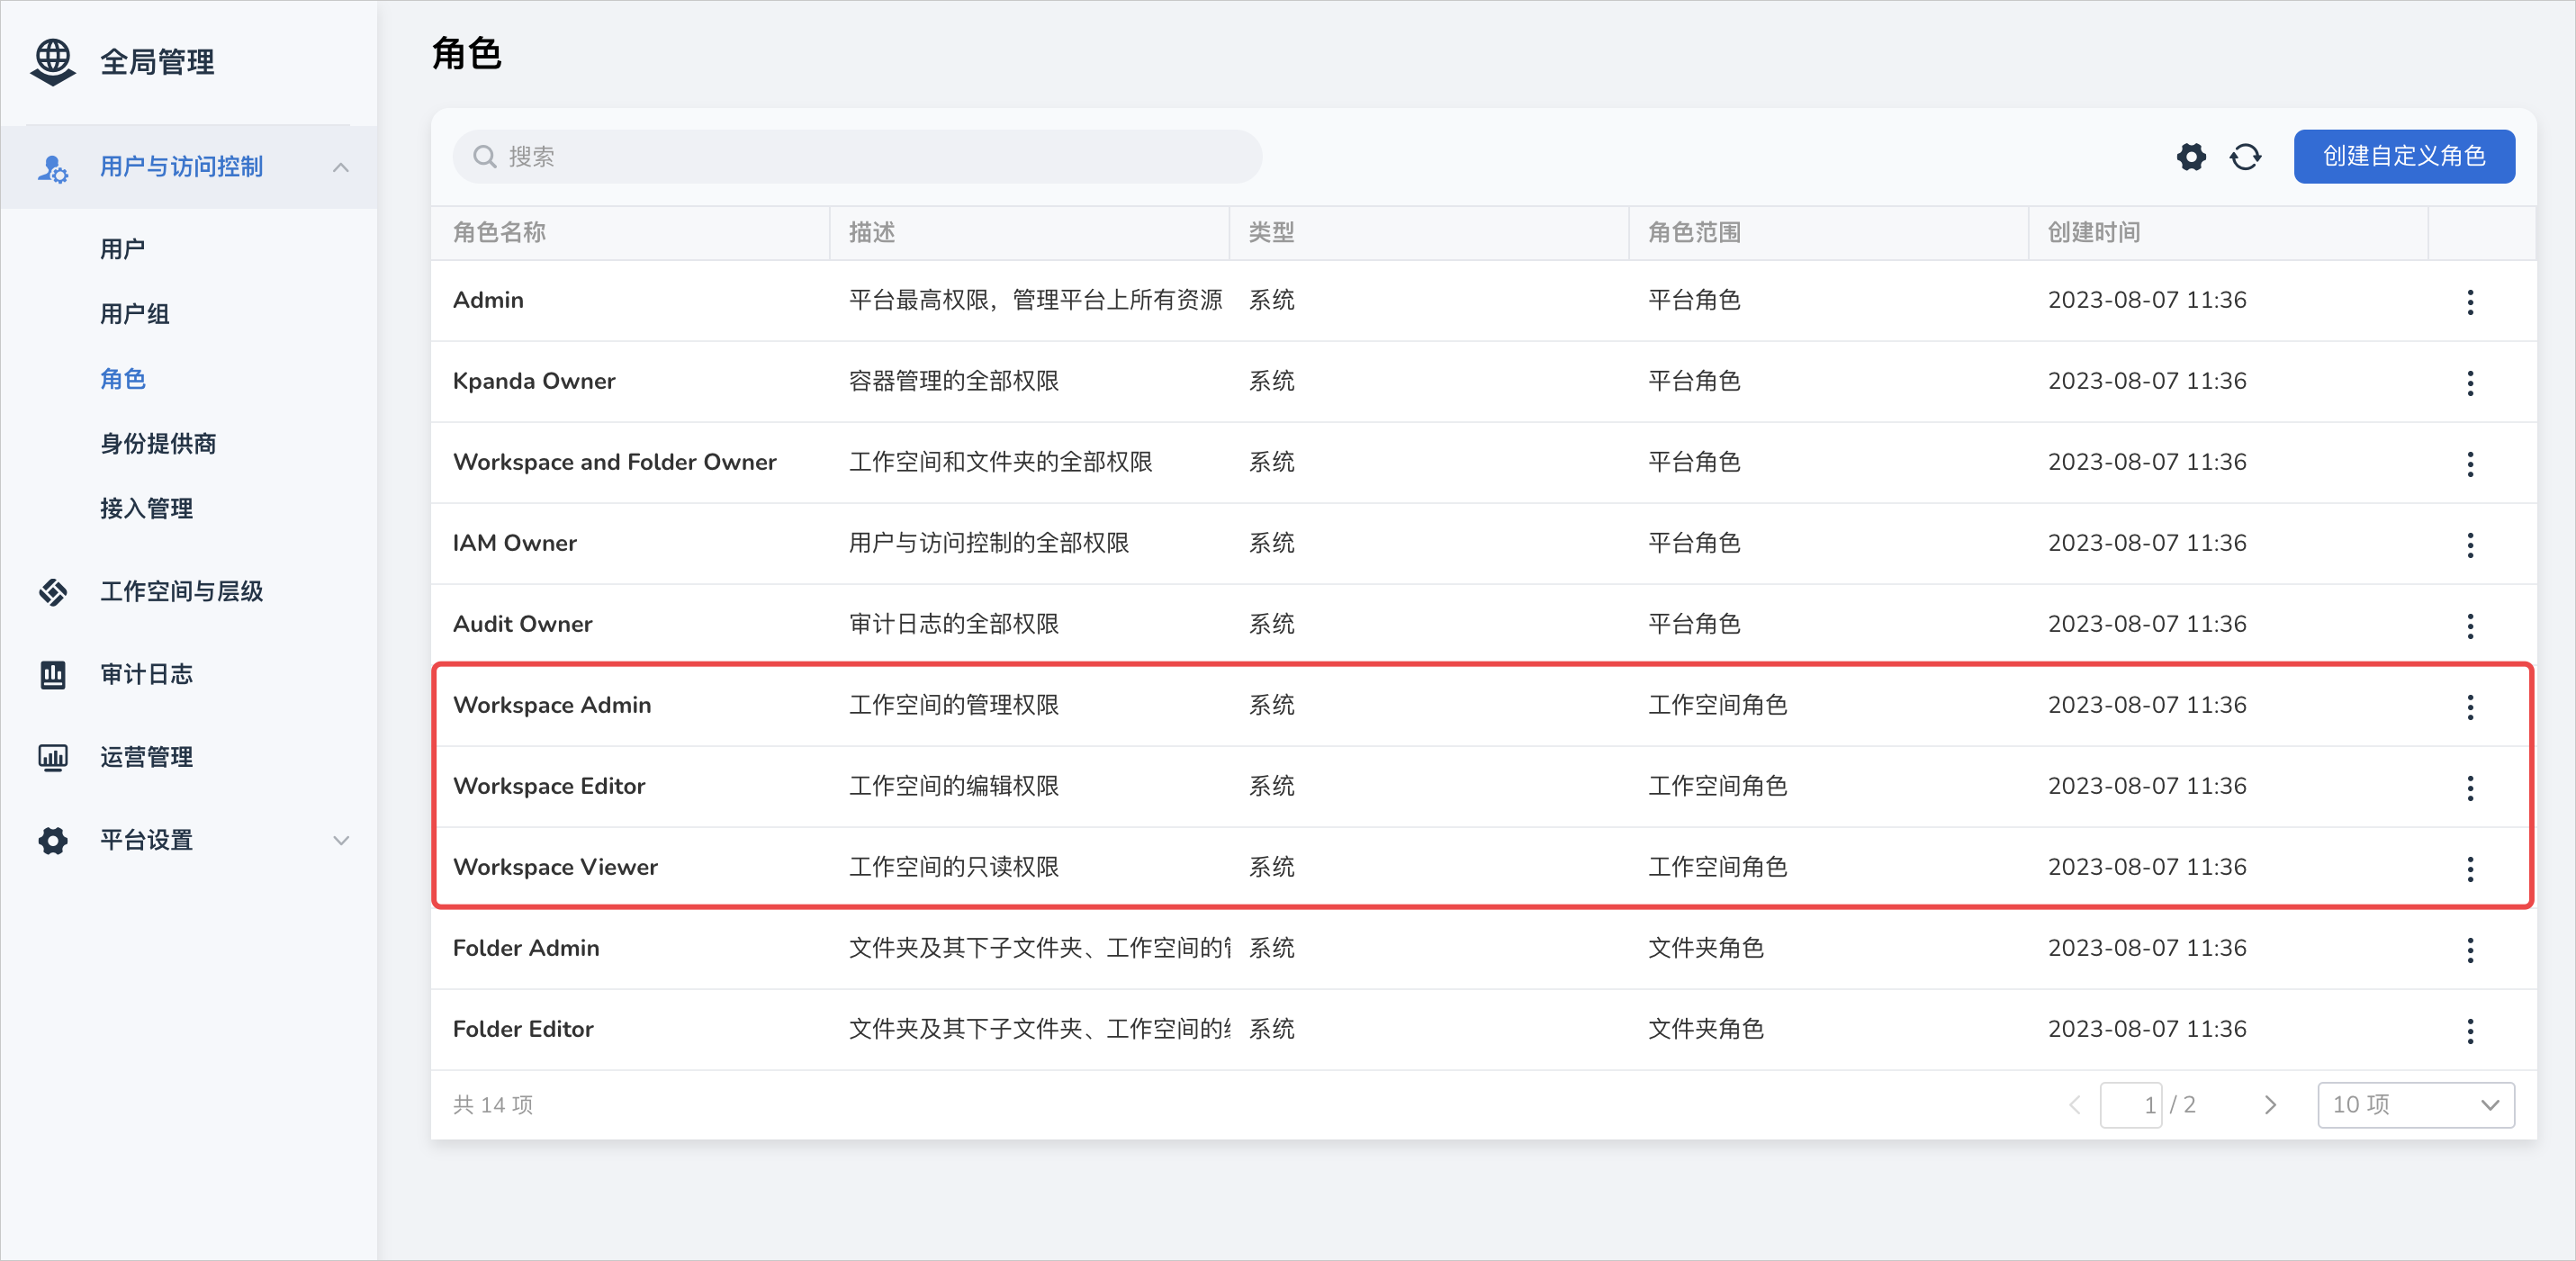 全局管理
用户与访问控制
用户
用户组
角色
身份提供商
接入管理
工作空间与层级
审计日志
运营管理
平台设置
角色
搜索
创建自定义角色
角色名称 描述 类型 角色范围 创建时间
Admin 平台最高权限，管理平台上所有资源 系统 平台角色 2023-08-07 11:36
Kpanda Owner 容器管理的全部权限 系统 平台角色 2023-08-07 11:36
Workspace and Folder Owner 工作空间和文件夹的全部权限 系统 平台角色 2023-08-07 11:36
IAM Owner 用户与访问控制的全部权限 系统 平台角色 2023-08-07 11:36
Audit Owner 审计日志的全部权限 系统 平台角色 2023-08-07 11:36
Workspace Admin 工作空间的管理权限 系统 工作空间角色 2023-08-07 11:36
Workspace Editor 工作空间的编辑权限 系统 工作空间角色 2023-08-07 11:36
Workspace Viewer 工作空间的只读权限 系统 工作空间角色 2023-08-07 11:36
Folder Admin 文件夹及其下子文件夹、工作空间的 系统 文件夹角色 2023-08-07 11:36
Folder Editor 文件夹及其下子文件夹、工作空间的 系统 文件夹角色 2023-08-07 11:36
共 14 项 1 / 2 10 项